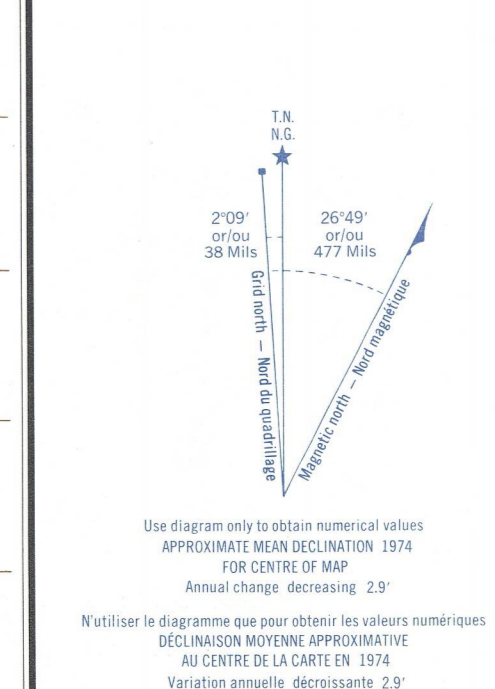 T.N.
N.G.
2°09′
or/ou
38 Mils
26°49′
or/ou
477 Mils
Grid north – Nord du quadrillage
Magnetic north – Nord magnétique
Use diagram only to obtain numerical values
APPROXIMATE MEAN DECLINATION 1974
FOR CENTRE OF MAP
Annual change decreasing 2.9′
N'utiliser le diagramme que pour obtenir les valeurs numériques
DÉCLINAISON MOYENNE APPROXIMATIVE
AU CENTRE DE LA CARTE EN 1974
Variation annuelle décroissante 2.9′